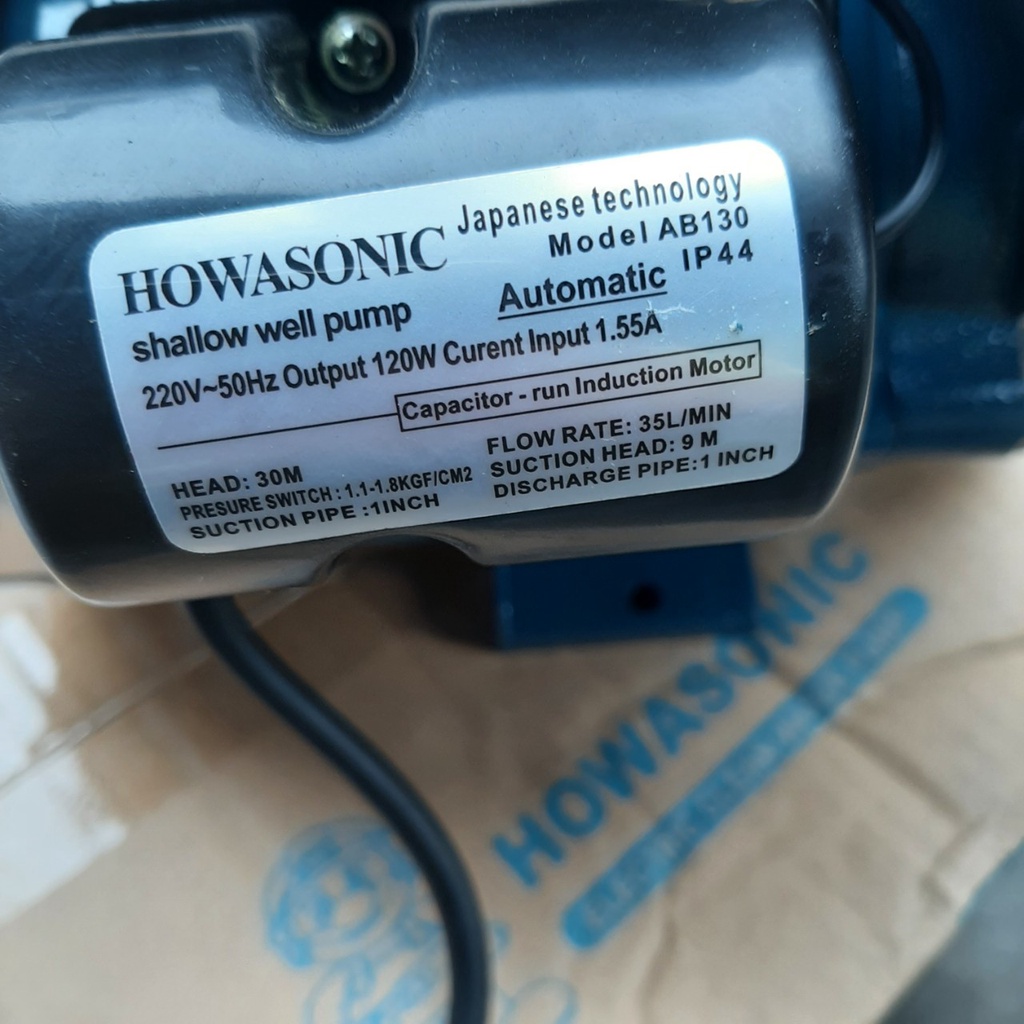 HOWASONIC Japanese technology
Model AB130
shallow well pump Automatic IP44
220V~50Hz Output 120W Curent Input 1.55A
Capacitor - run Induction Motor
HEAD: 30M FLOW RATE: 35L/MIN
PRESURE SWITCH : 1.1-1.8KGF/CM2 SUCTION HEAD: 9 M
SUCTION PIPE :1INCH DISCHARGE PIPE:1 INCH
HOWASONIC